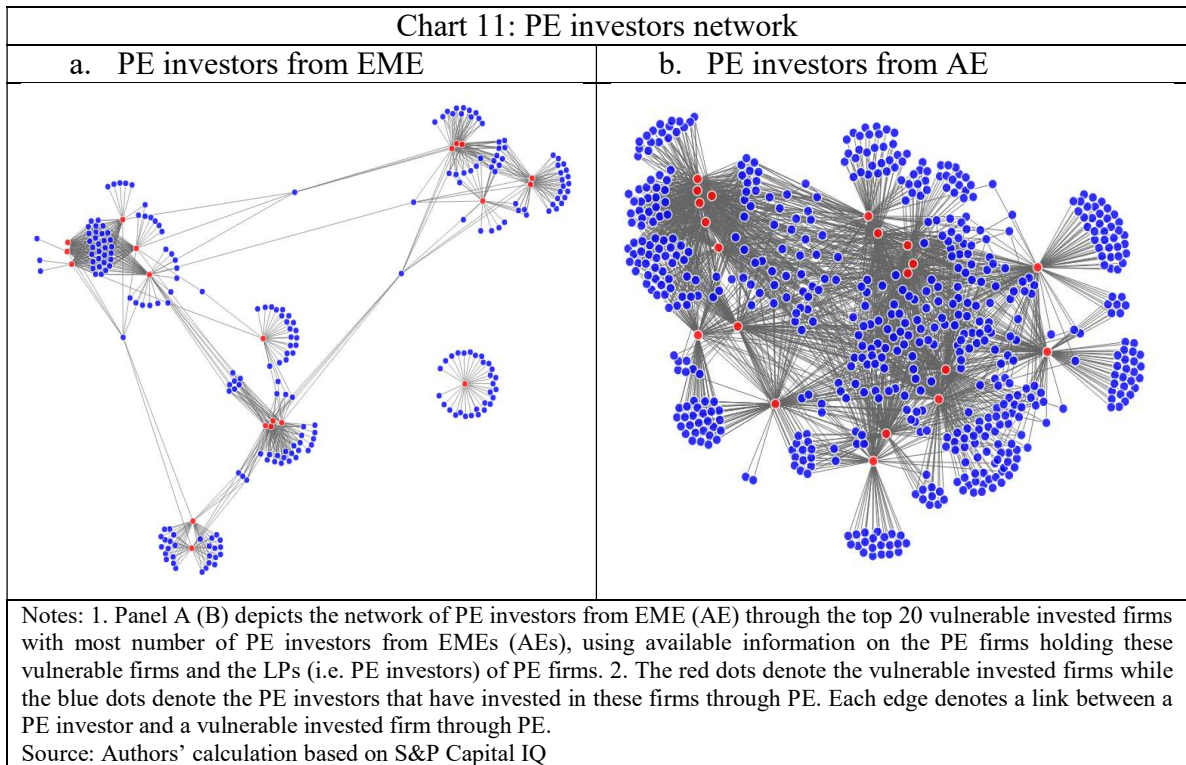 Chart 11: PE investors network
a. PE investors from EME
b. PE investors from AE
Notes: 1. Panel A (B) depicts the network of PE investors from EME (AE) through the top 20 vulnerable invested firms
with most number of PE investors from EMEs (AEs), using available information on the PE firms holding these
vulnerable firms and the LPs (i.e. PE investors) of PE firms. 2. The red dots denote the vulnerable invested firms while
the blue dots denote the PE investors that have invested in these firms through PE. Each edge denotes a link between a
PE investor and a vulnerable invested firm through PE.
Source: Authors’ calculation based on S&P Capital IQ